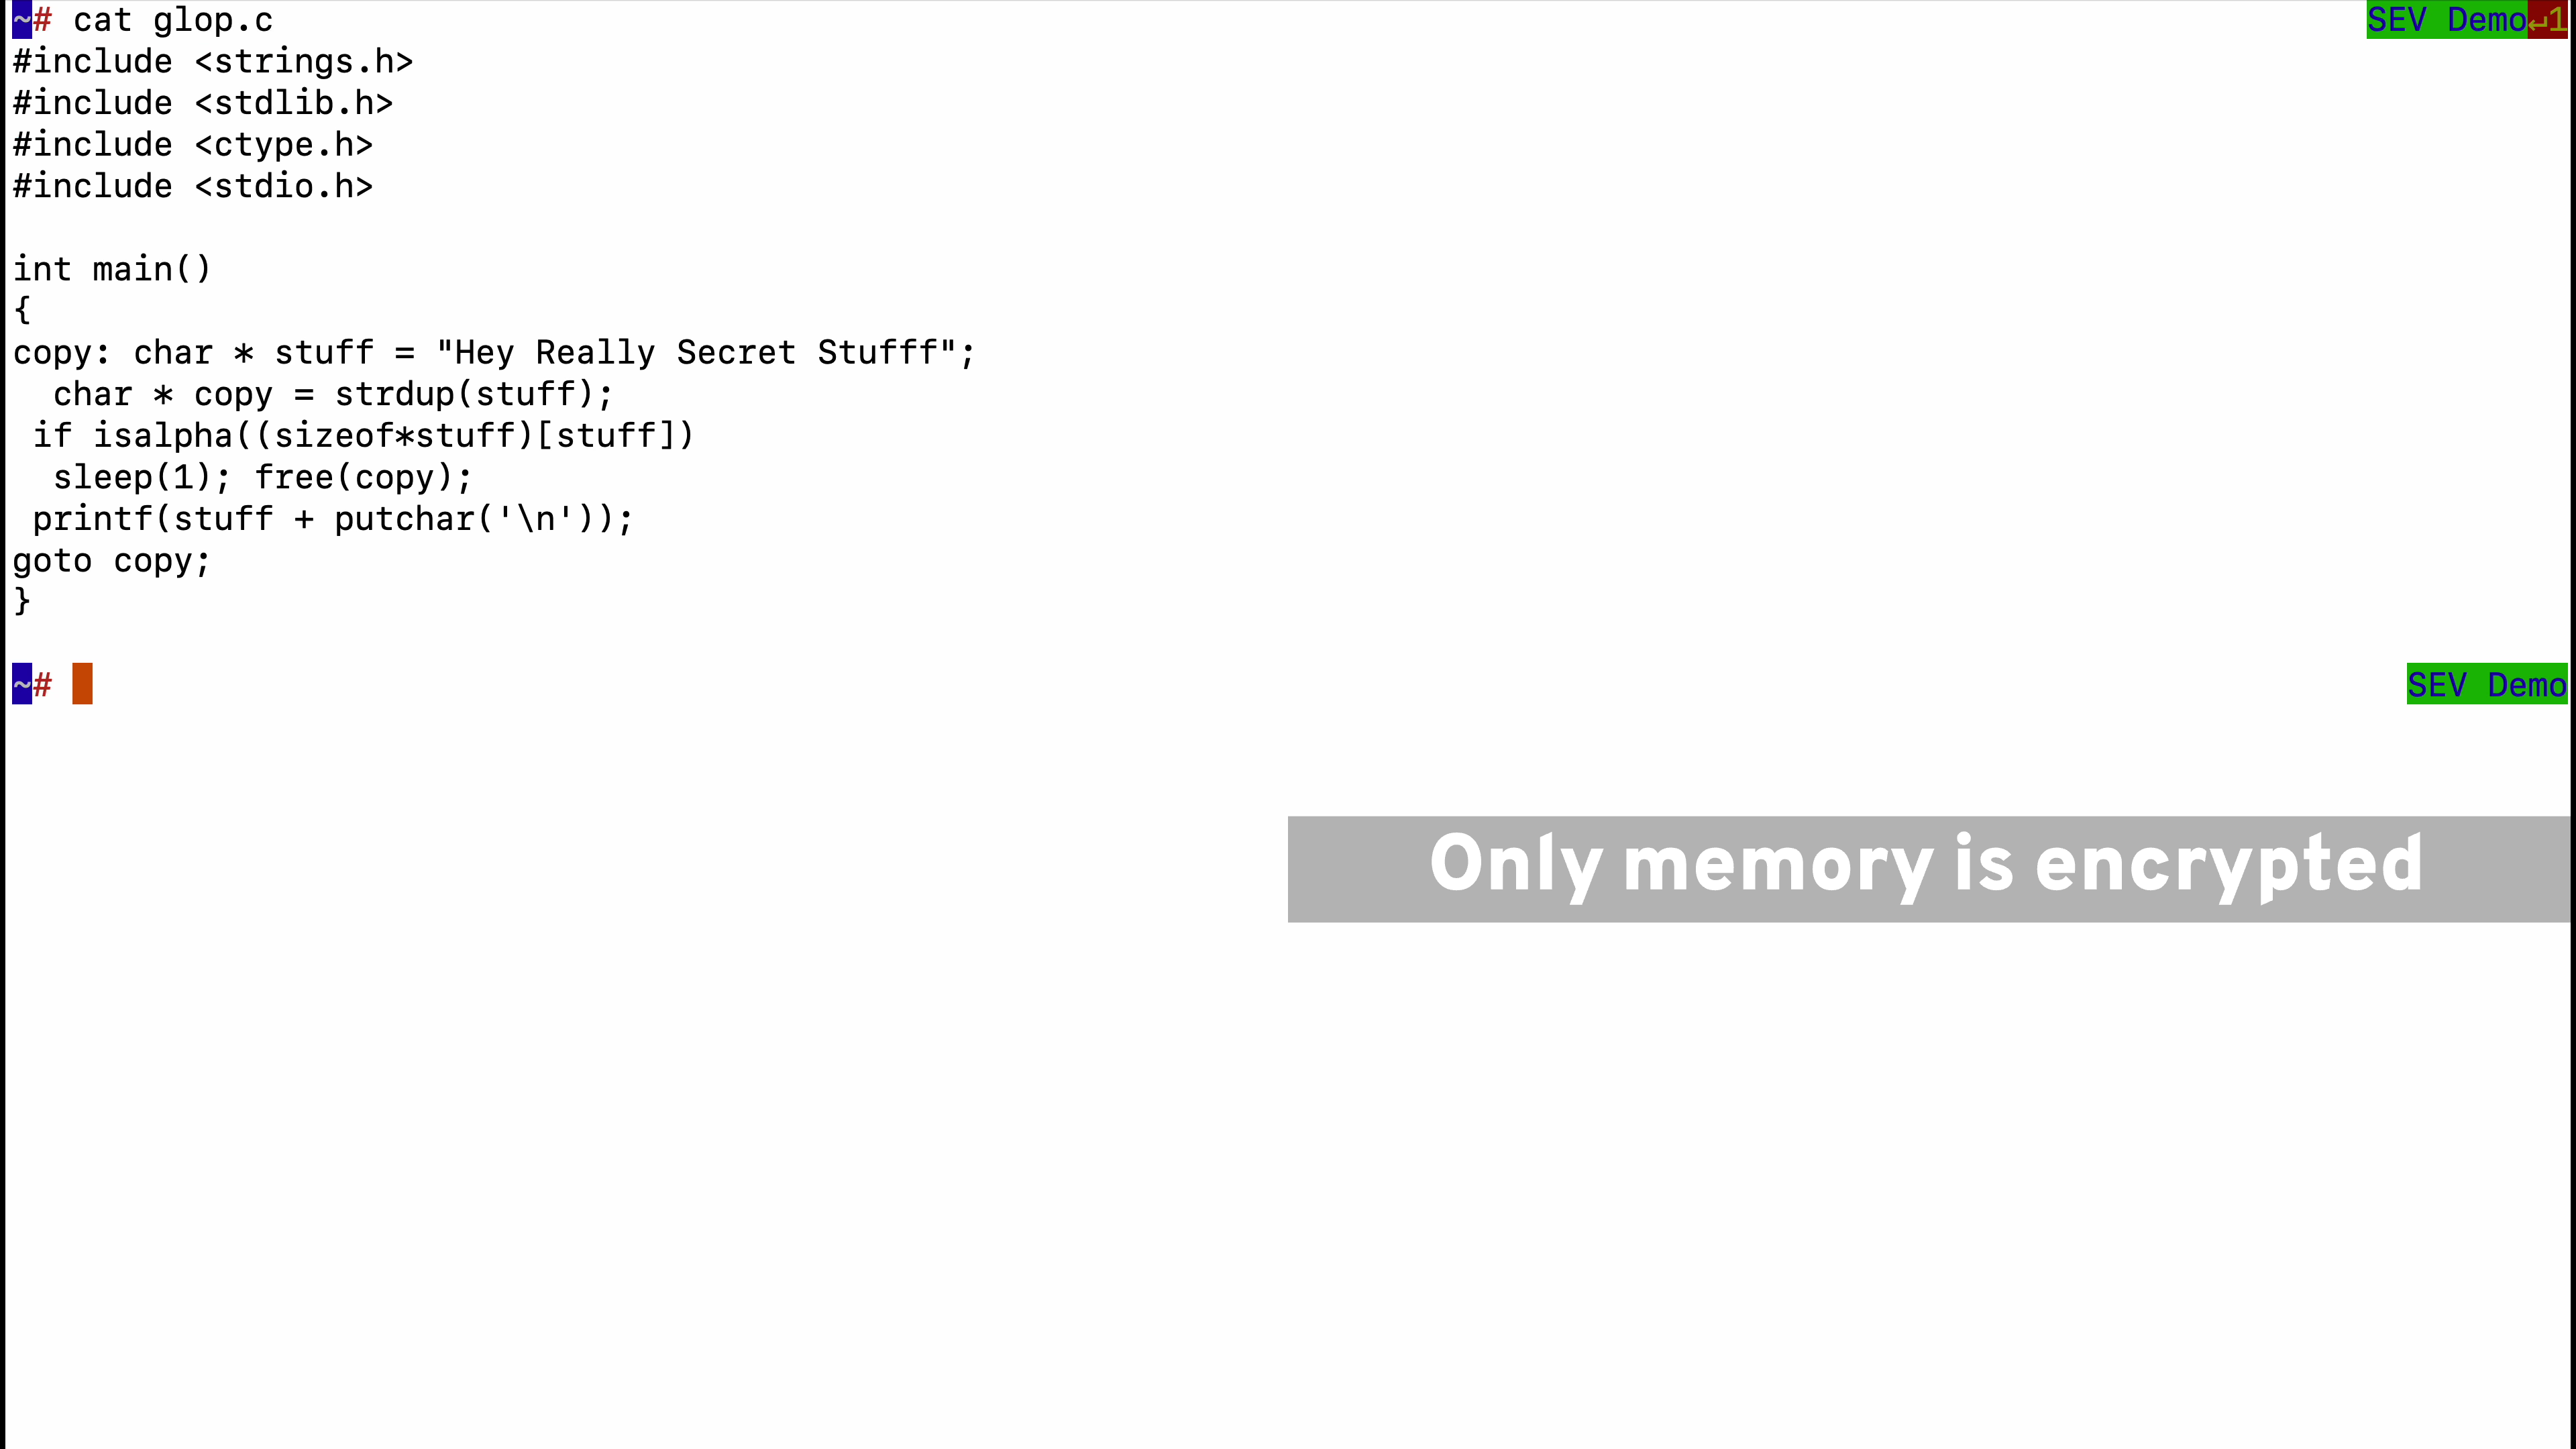 ~# cat glop.c SEV Demo↵1
#include <strings.h>
#include <stdlib.h>
#include <ctype.h>
#include <stdio.h>
int main()
{
copy: char * stuff = "Hey Really Secret Stufff";
  char * copy = strdup(stuff);
 if isalpha((sizeof*stuff)[stuff])
  sleep(1); free(copy);
 printf(stuff + putchar('\n'));
goto copy;
}
~# SEV Demo
Only memory is encrypted